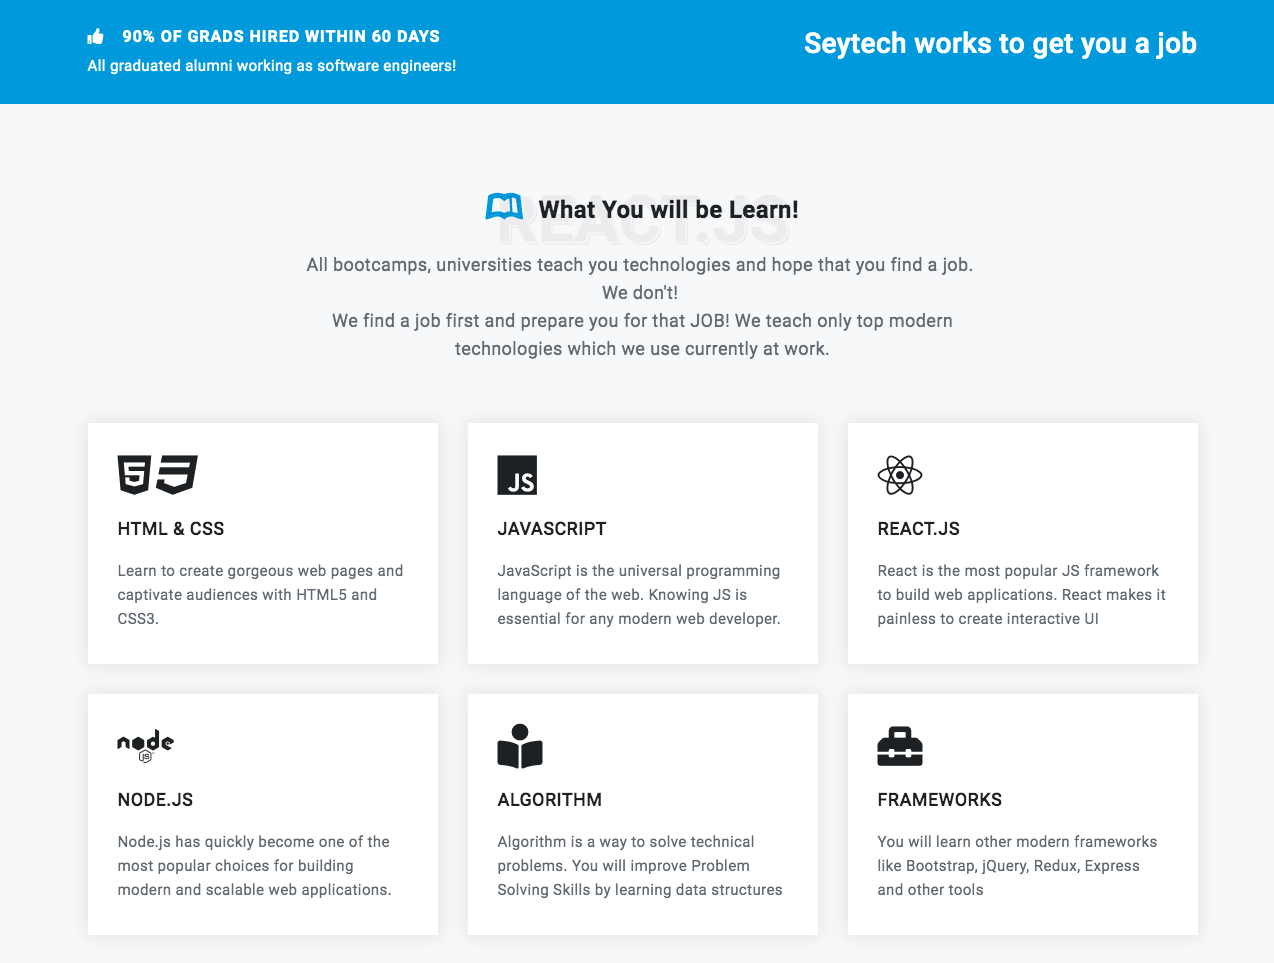 90% OF GRADS HIRED WITHIN 60 DAYS
All graduated alumni working as software engineers!
Seytech works to get you a job
REACT.JS
What You will be Learn!
All bootcamps, universities teach you technologies and hope that you find a job.
We don't!
We find a job first and prepare you for that JOB! We teach only top modern
technologies which we use currently at work.
5 3
HTML & CSS
Learn to create gorgeous web pages and
captivate audiences with HTML5 and
CSS3.
JS
JAVASCRIPT
JavaScript is the universal programming
language of the web. Knowing JS is
essential for any modern web developer.
REACT.JS
React is the most popular JS framework
to build web applications. React makes it
painless to create interactive UI
node
JS
NODE.JS
Node.js has quickly become one of the
most popular choices for building
modern and scalable web applications.
ALGORITHM
Algorithm is a way to solve technical
problems. You will improve Problem
Solving Skills by learning data structures
FRAMEWORKS
You will learn other modern frameworks
like Bootstrap, jQuery, Redux, Express
and other tools